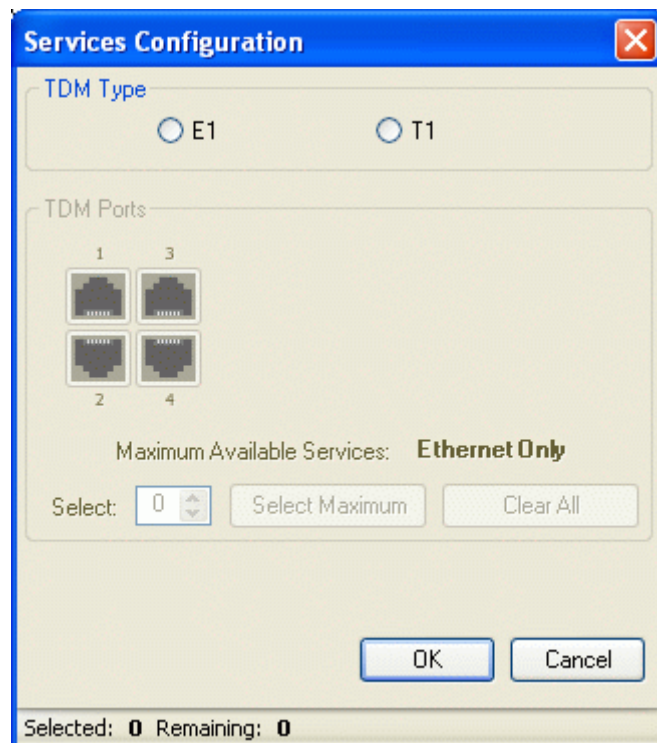 Services Configuration
TDM Type
E1 T1
TDM Ports
1 3
2 4
Maximum Available Services: Ethernet Only
Select: 0 Select Maximum Clear All
OK Cancel
Selected: 0 Remaining: 0